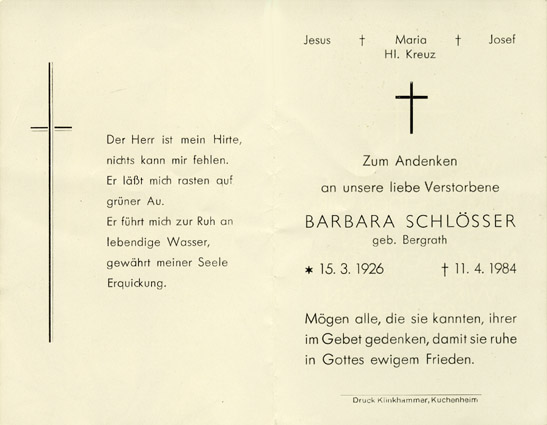 Der Herr ist mein Hirte,
nichts kann mir fehlen.
Er läßt mich rasten auf
grüner Au.
Er führt mich zur Ruh an
lebendige Wasser,
gewährt meiner Seele
Erquickung.
Jesus † Maria † Josef
Hl. Kreuz
Zum Andenken
an unsere liebe Verstorbene
BARBARA SCHLÖSSER
geb. Bergrath
* 15. 3. 1926 † 11. 4. 1984
Mögen alle, die sie kannten, ihrer
im Gebet gedenken, damit sie ruhe
in Gottes ewigem Frieden.
Druck Klinkhammer, Kuchenheim